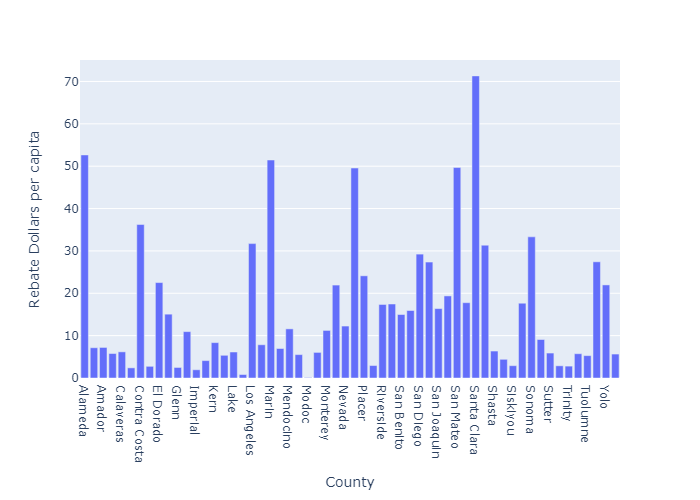 70
60
50
40
30
20
10
0
Rebate Dollars per capita
Alameda
Amador
Calaveras
Contra Costa
El Dorado
Glenn
Imperial
Kern
Lake
Los Angeles
Marin
Mendocino
Modoc
Monterey
Nevada
Placer
Riverside
San Benito
San Diego
San Joaquin
San Mateo
Santa Clara
Shasta
Siskiyou
Sonoma
Sutter
Trinity
Tuolumne
Yolo
County